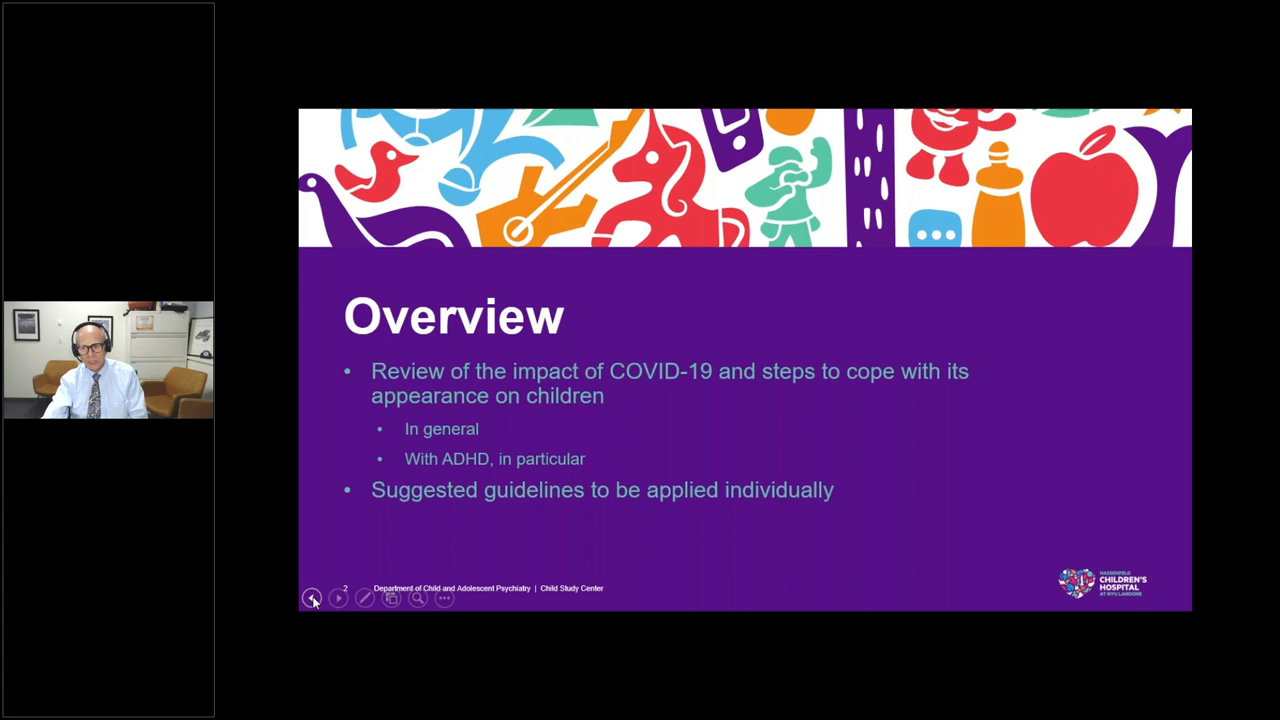 Overview
• Review of the impact of COVID-19 and steps to cope with its
appearance on children
• In general
• With ADHD, in particular
• Suggested guidelines to be applied individually
2 Department of Child and Adolescent Psychiatry | Child Study Center
HASSENFELD
CHILDREN'S
HOSPITAL
AT NYU LANGONE